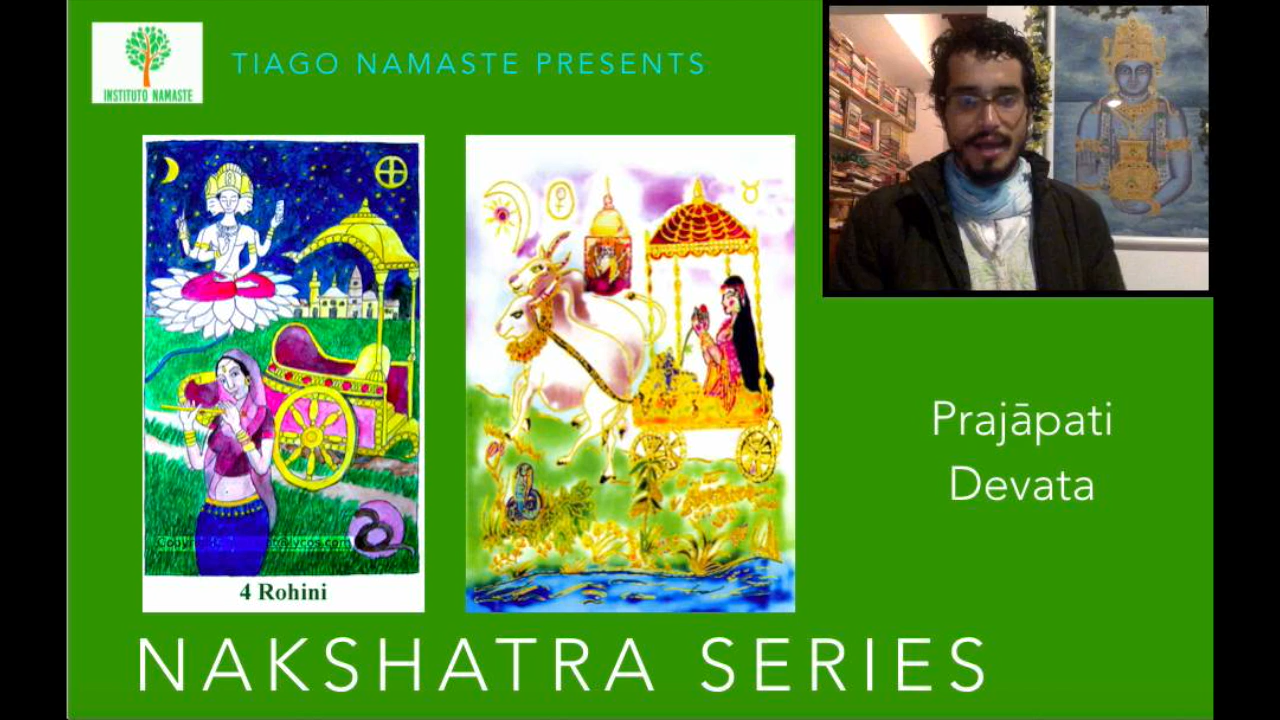 INSTITUTO NAMASTE
TIAGO NAMASTE PRESENTS
4 Rohini
Prajāpati
Devata
NAKSHATRA SERIES